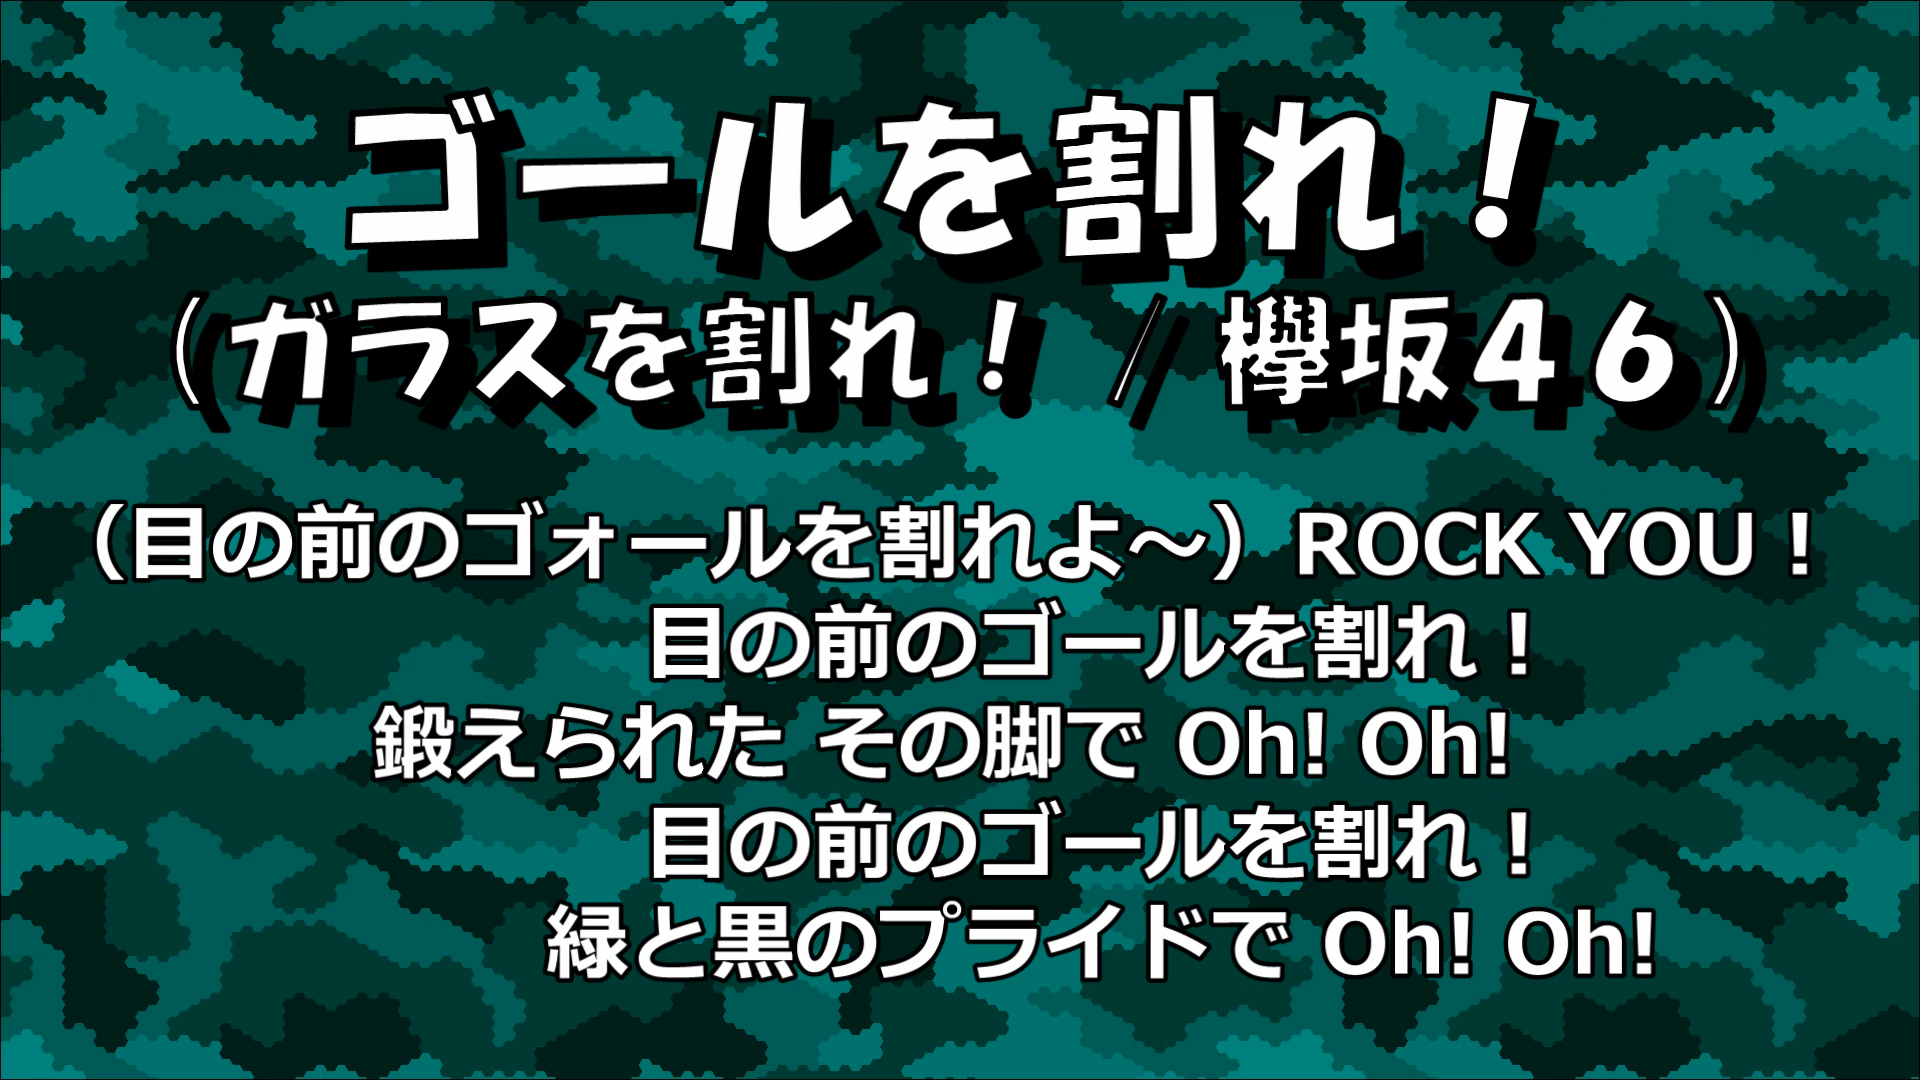 ゴールを割れ！
（ガラスを割れ！ / 欅坂４６）
（目の前のゴォールを割れよ～）ROCK YOU！
目の前のゴールを割れ！
鍛えられた その脚で Oh! Oh!
目の前のゴールを割れ！
緑と黒のプライドで Oh! Oh!